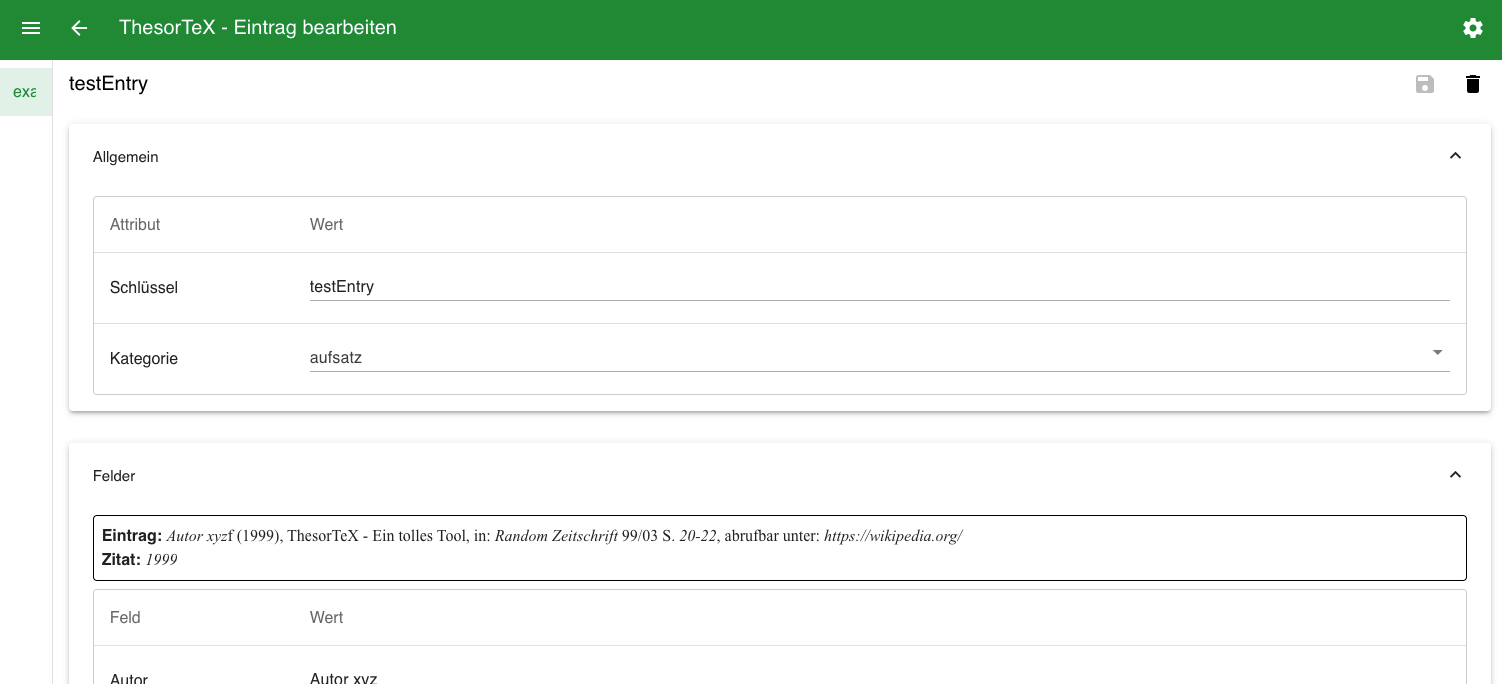 ThesorTeX - Eintrag bearbeiten
exa
testEntry
Allgemein
Attribut Wert
Schlüssel testEntry
Kategorie aufsatz
Felder
Eintrag: Autor xyzf (1999), ThesorTeX - Ein tolles Tool, in: Random Zeitschrift 99/03 S. 20-22, abrufbar unter: https://wikipedia.org/
Zitat: 1999
Feld Wert
Autor Autor xyz